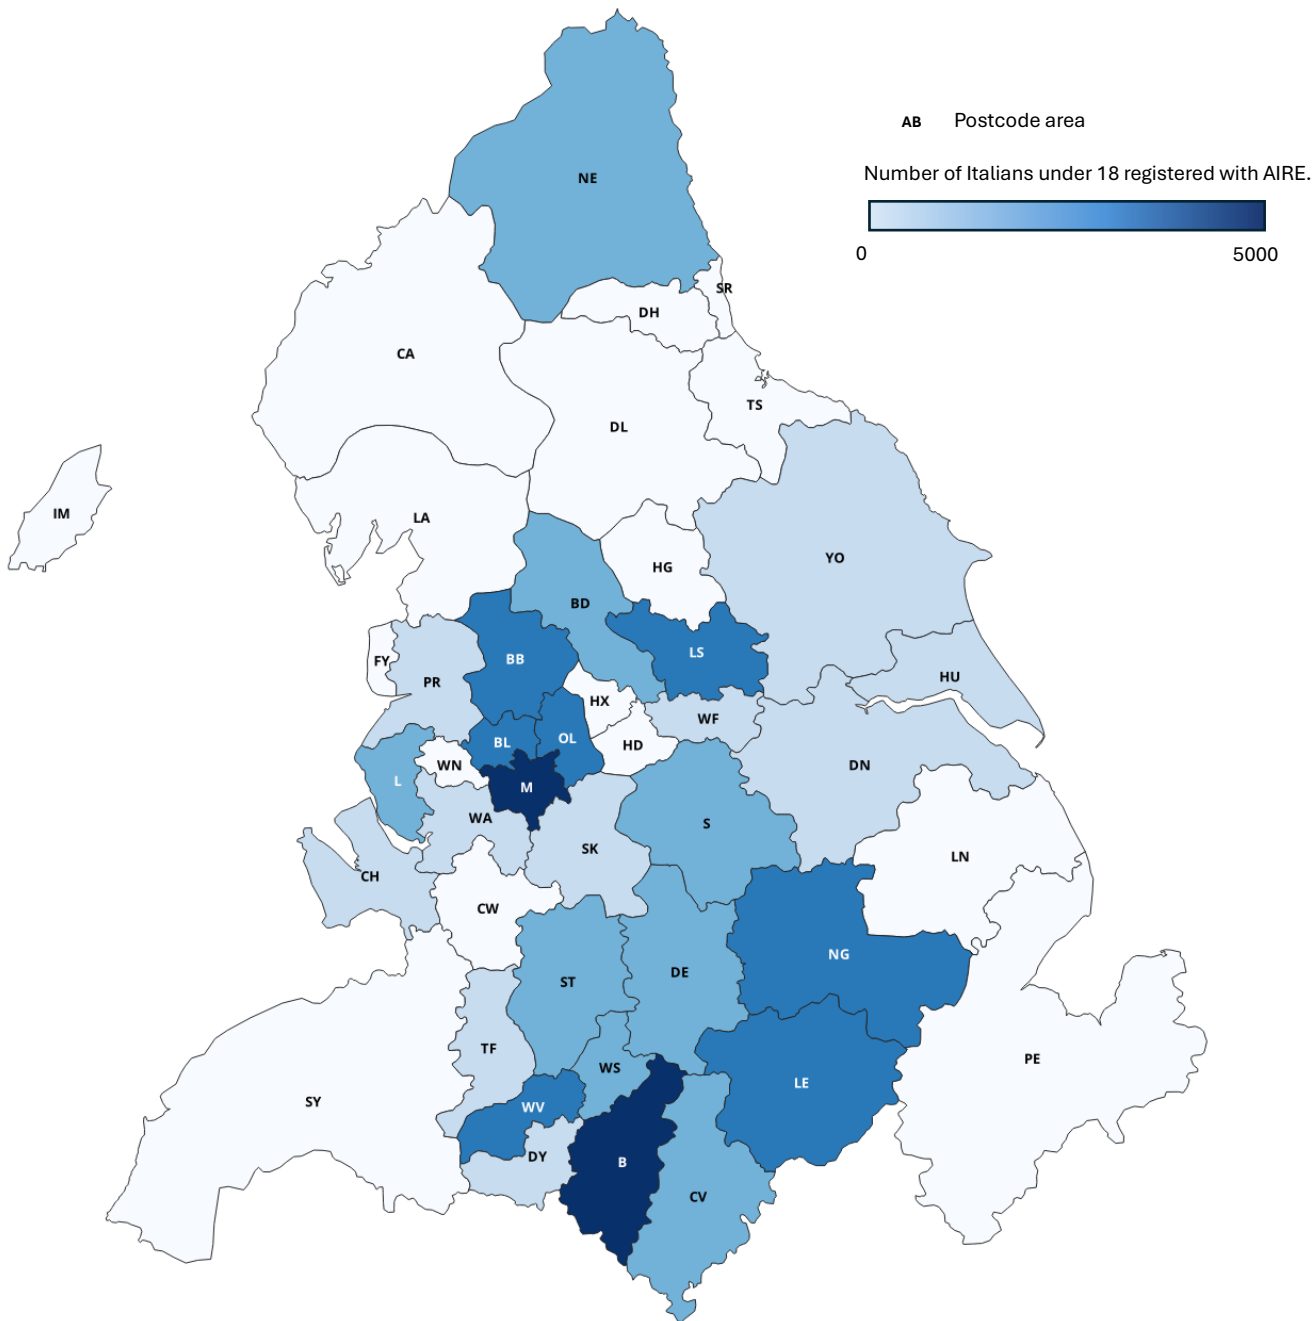 AB Postcode area
Number of Italians under 18 registered with AIRE.
0 5000
NE
SR
DH
CA
TS
DL
IM
LA
YO
HG
BD
LS
BB
FY
HU
PR
HX
WF
OL
BL
HD
WN
DN
L
M
WA
S
SK
LN
CH
CW
NG
DE
ST
TF
PE
WS
LE
SY
WV
DY
B
CV